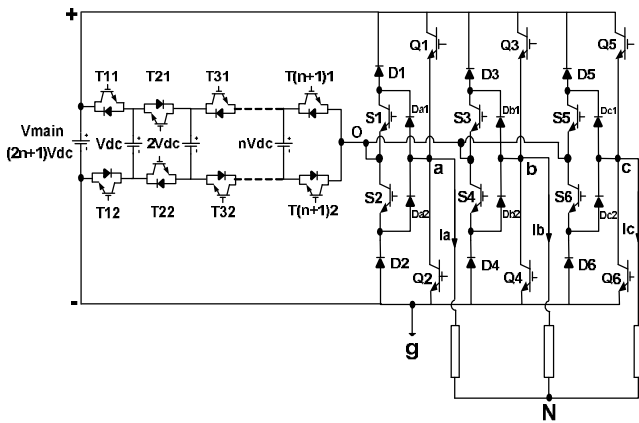 +
Q1
Q3
Q5
T11
T21
T31
T(n+1)1
D1
D3
D5
S1
Da1
S3
Db1
S5
Dc1
Vmain
(2n+1)Vdc
Vdc
2Vdc
nVdc
O
a
b
c
S2
Da2
S4
Db2
S6
Dc2
T12
T22
T32
T(n+1)2
Ia
Ib
Ic
D2
Q2
D4
Q4
D6
Q6
-
g
N